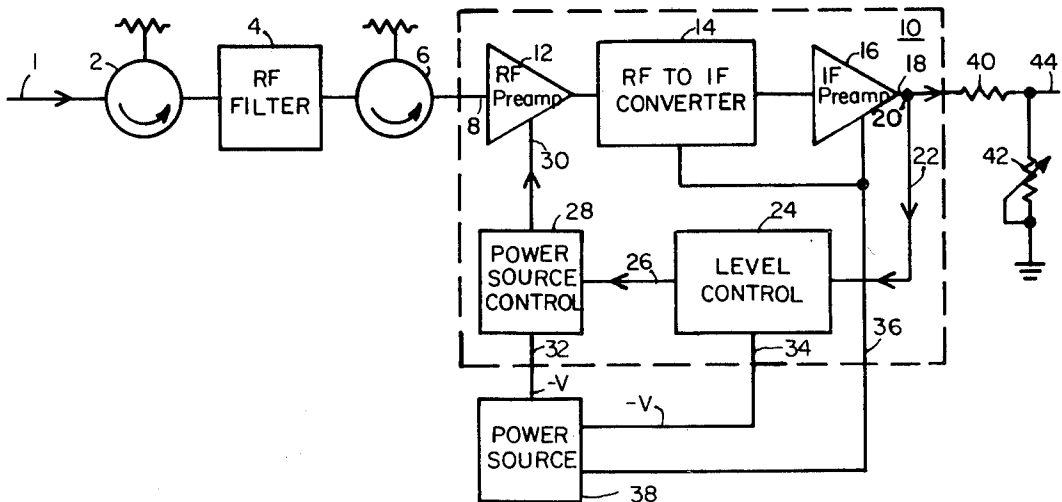 1
2
4
RF
FILTER
6
8
RF
Preamp
12
14
RF TO IF
CONVERTER
16
IF
Preamp
10
18
20
40
44
22
42
30
28
POWER
SOURCE
CONTROL
26
24
LEVEL
CONTROL
32
34
36
-V
-V
POWER
SOURCE
38